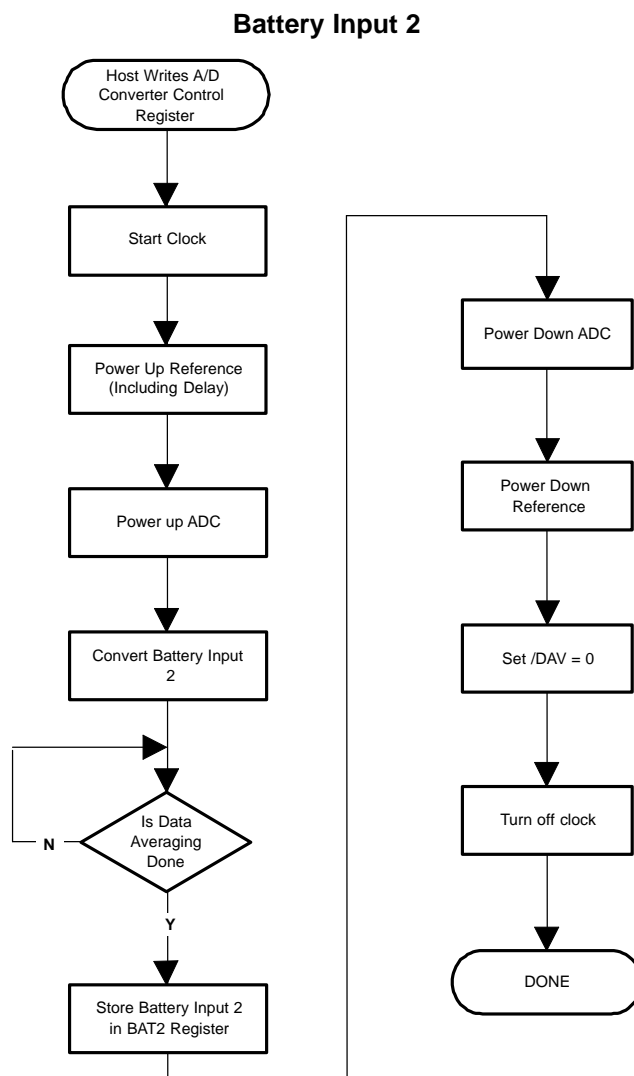 Battery Input 2
Host Writes A/D
Converter Control
Register
Start Clock
Power Up Reference
(Including Delay)
Power up ADC
Convert Battery Input
2
Is Data
Averaging
Done
N
Y
Store Battery Input 2
in BAT2 Register
Power Down ADC
Power Down
Reference
Set /DAV = 0
Turn off clock
DONE